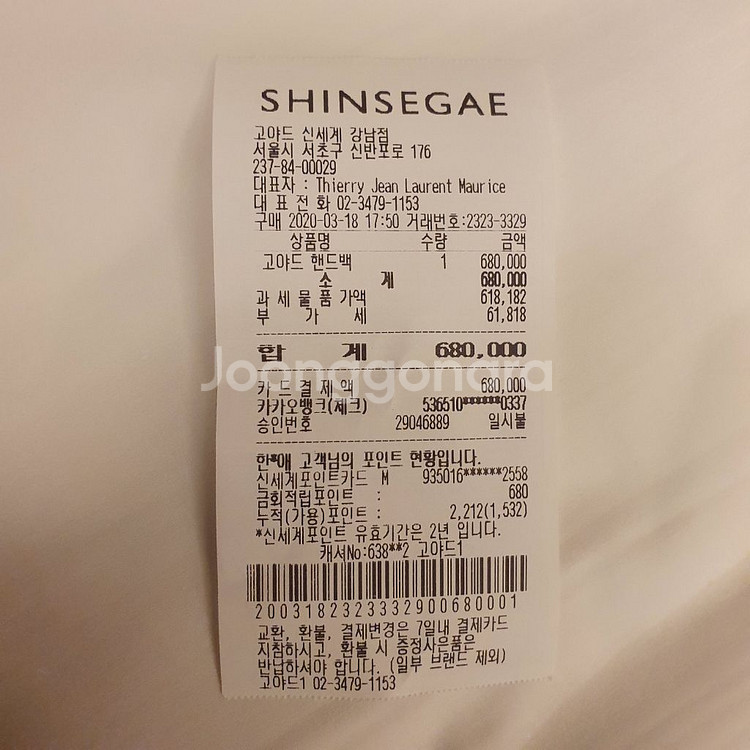 SHINSEGAE
고야드 신세계 강남점
서울시 서초구 신반포로 176
237-84-00029
대표자 : Thierry Jean Laurent Maurice
대 표 전 화 02-3479-1153
구매 2020-03-18 17:50 거래번호:2323-3329
상품명 수량 금액
고야드 핸드백 1 680,000
소 계 680,000
과 세 물 품 가액 618,182
부 가 세 61,818
합 계 680,000
Joonggonara
카 드 결 제 액 680,000
카카오뱅크(체크) 536510******0337
승인번호 29046889 일시불
한*애 고객님의 포인트 현황입니다.
신세계포인트카드 M 935016******2558
금회적립포인트 : 680
누적(가용)포인트 : 2,212(1,532)
*신세계포인트 유효기간은 2년 입니다.
캐셔No:638**2 고야드1
2003182323332900680001
교환, 환불, 결제변경은 7일내 결제카드
지참하시고, 환불 시 증정사은품은
반납하셔야 합니다. (일부 브랜드 제외)
고야드1 02-3479-1153